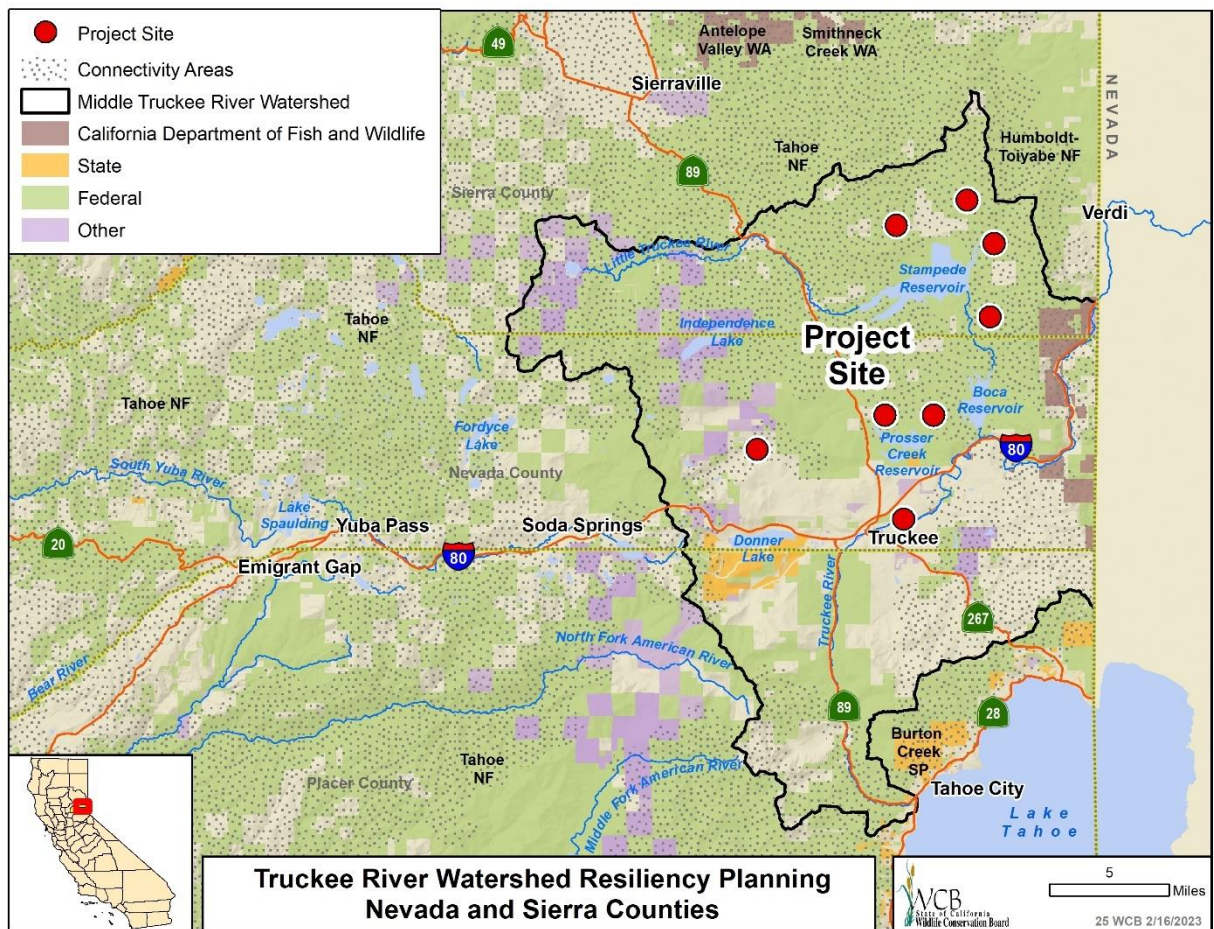 Project Site
Connectivity Areas
Middle Truckee River Watershed
California Department of Fish and Wildlife
State
Federal
Other
49
Antelope
Valley WA
Smithneck
Creek WA
Sierraville
NEVADA
Tahoe
NF
Humboldt-
Toiyabe NF
89
Sierra County
Verdi
Little Truckee River
Stampede
Reservoir
Tahoe
NF
Independence
Lake
Project
Site
Tahoe NF
Boca
Reservoir
Fordyce
Lake
Prosser
Creek
Reservoir
80
Nevada County
South Yuba River
Lake
Spaulding
Yuba Pass
Soda Springs
Truckee
20
Donner
Lake
80
Emigrant Gap
Truckee River
267
North Fork American River
Bear River
89
28
Burton
Creek
SP
Tahoe
NF
Placer County
Middle Fork American River
Tahoe City
Lake
Tahoe
Truckee River Watershed Resiliency Planning
Nevada and Sierra Counties
WCB
State of California
Wildlife Conservation Board
5
Miles
25 WCB 2/16/2023